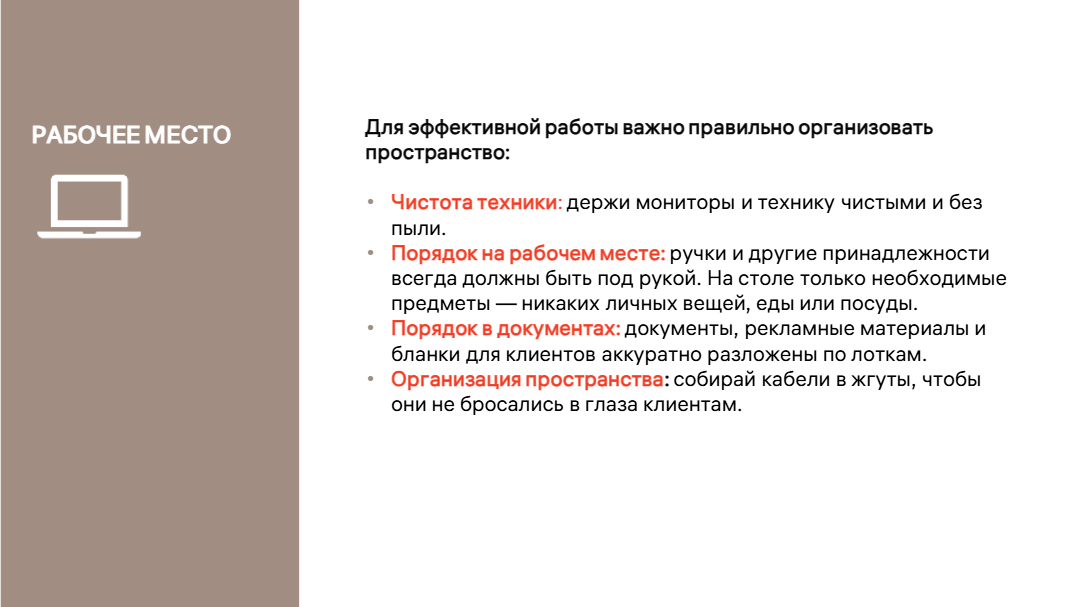 РАБОЧЕЕ МЕСТО
Для эффективной работы важно правильно организовать
пространство:
• Чистота техники: держи мониторы и технику чистыми и без
пыли.
• Порядок на рабочем месте: ручки и другие принадлежности
всегда должны быть под рукой. На столе только необходимые
предметы — никаких личных вещей, еды или посуды.
• Порядок в документах: документы, рекламные материалы и
бланки для клиентов аккуратно разложены по лоткам.
• Организация пространства: собирай кабели в жгуты, чтобы
они не бросались в глаза клиентам.